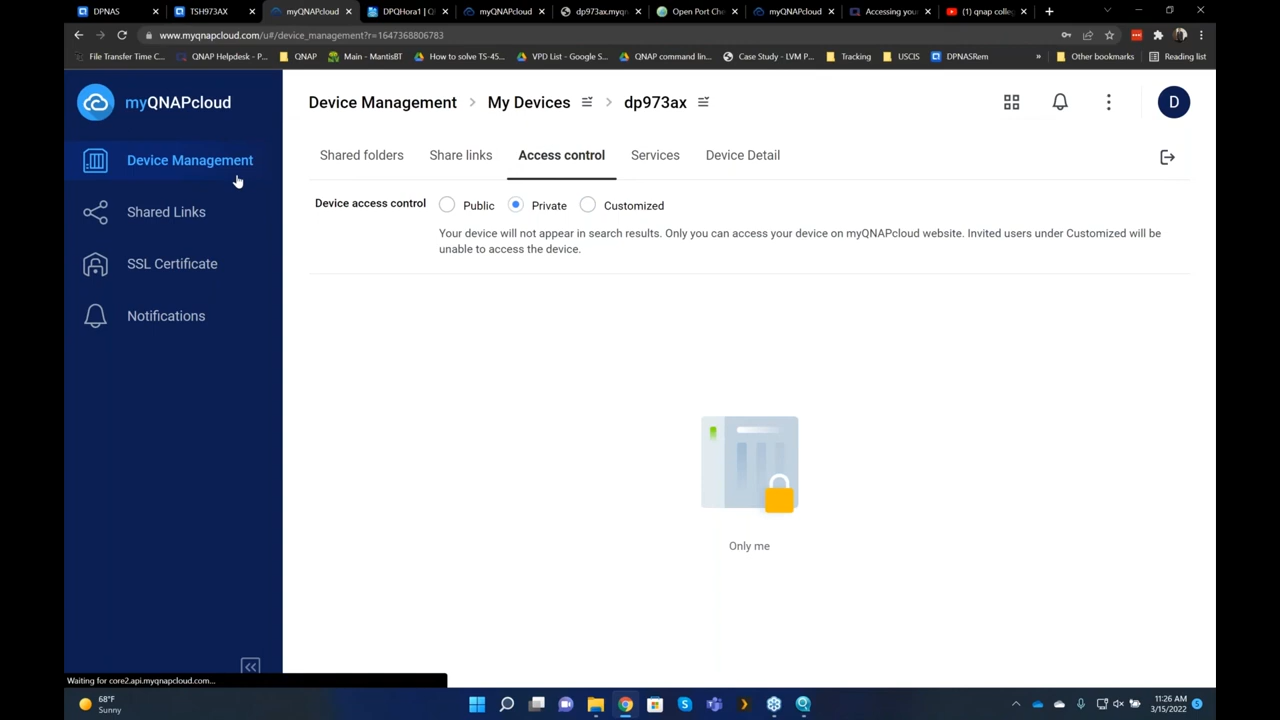 DPNAS
TSH973AX
myQNAPcloud
DPQHora1 | Q
myQNAPcloud
dp973ax.myqn
Open Port Che
myQNAPcloud
Accessing your
(1) qnap colleg
www.myqnapcloud.com/u#/device_management?r=1647368806783
File Transfer Time C...
QNAP Helpdesk - P...
QNAP
Main - MantisBT
How to solve TS-45...
VPD List - Google S...
QNAP command lin...
Case Study - LVM P...
Tracking
USCIS
DPNASRem
»
Other bookmarks
Reading list
myQNAPcloud
Device Management > My Devices > dp973ax
D
Device Management
Shared Links
SSL Certificate
Notifications
Shared folders
Share links
Access control
Services
Device Detail
Device access control
Public
Private
Customized
Your device will not appear in search results. Only you can access your device on myQNAPcloud website. Invited users under Customized will be
unable to access the device.
Only me
Waiting for core2.api.myqnapcloud.com...
68°F
Sunny
11:26 AM
3/15/2022